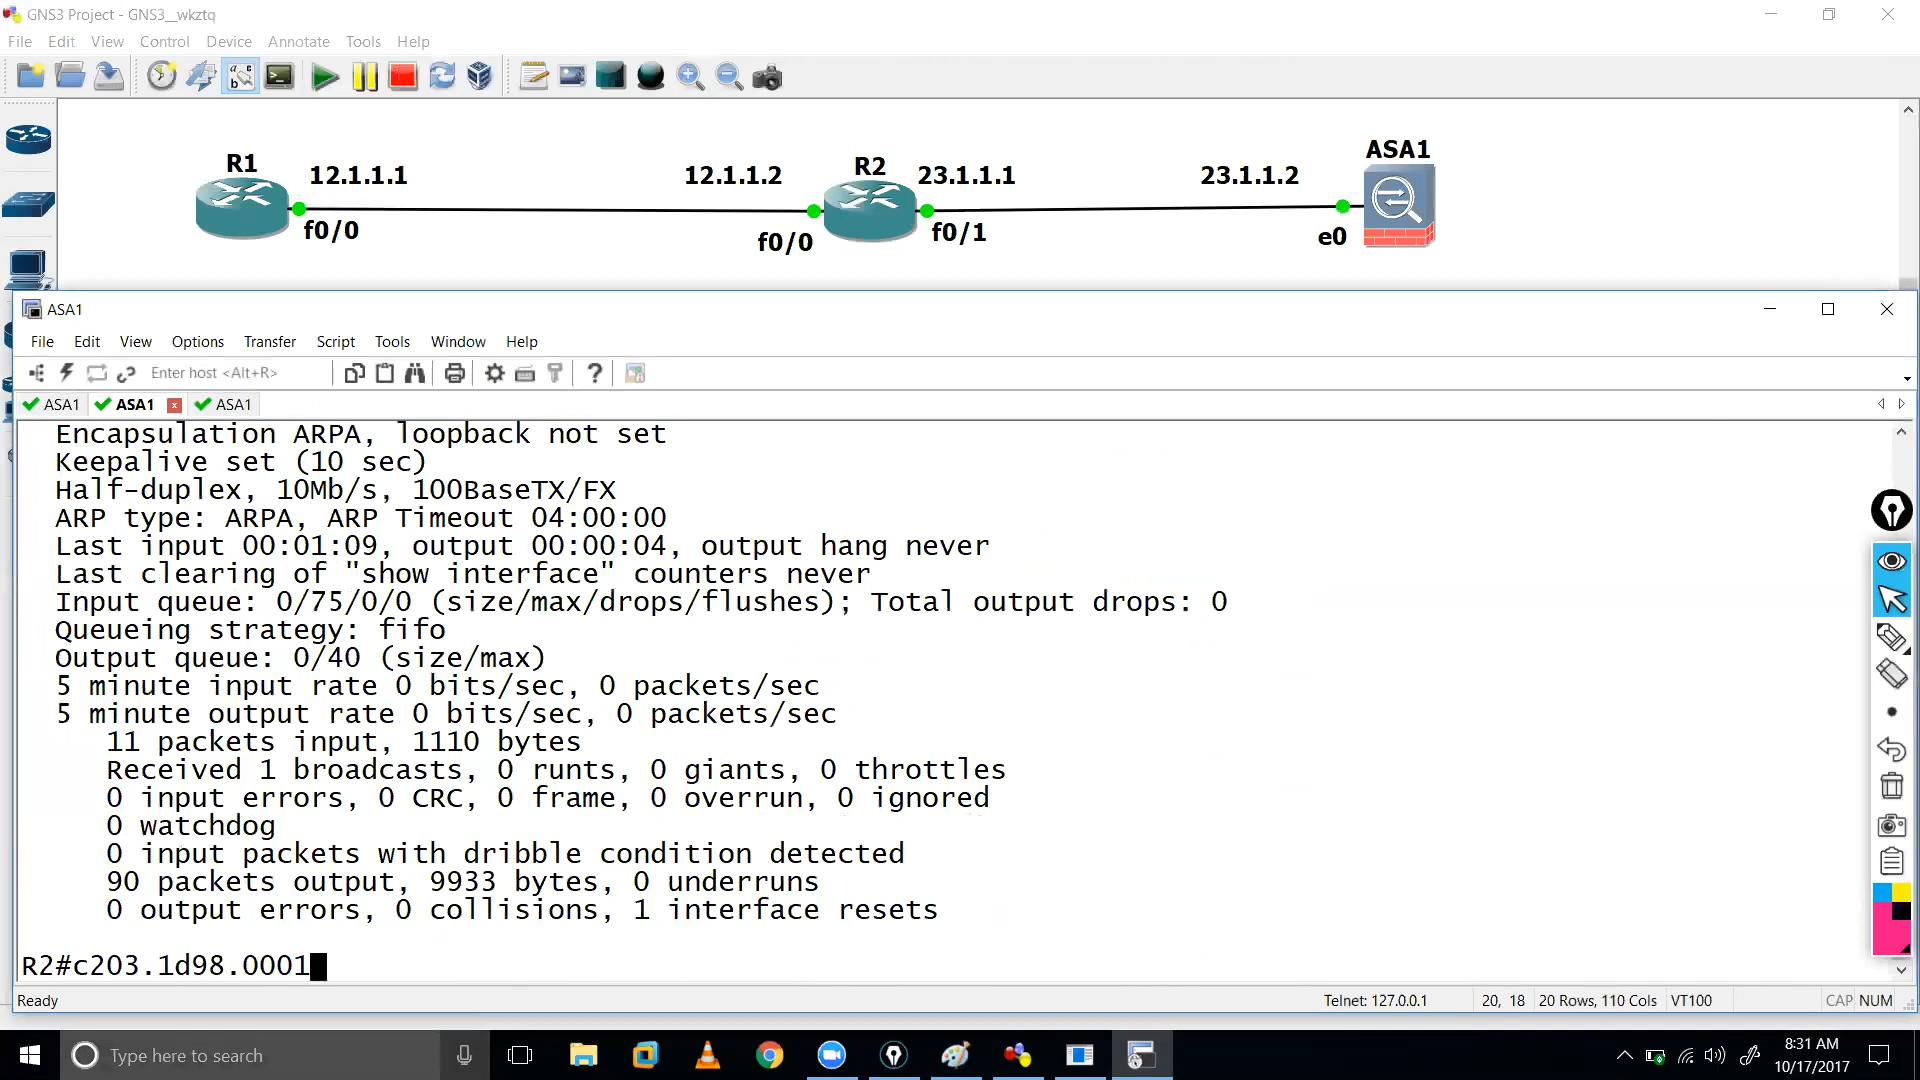 GNS3 Project - GNS3__wkztq
File Edit View Control Device Annotate Tools Help
R1 12.1.1.1 12.1.1.2 R2 23.1.1.1 23.1.1.2 ASA1
f0/0 f0/0 f0/1 e0
ASA1
File Edit View Options Transfer Script Tools Window Help
Enter host <Alt+R>
ASA1 ASA1 ASA1
Encapsulation ARPA, loopback not set
Keepalive set (10 sec)
Half-duplex, 10Mb/s, 100BaseTX/FX
ARP type: ARPA, ARP Timeout 04:00:00
Last input 00:01:09, output 00:00:04, output hang never
Last clearing of "show interface" counters never
Input queue: 0/75/0/0 (size/max/drops/flushes); Total output drops: 0
Queueing strategy: fifo
Output queue: 0/40 (size/max)
5 minute input rate 0 bits/sec, 0 packets/sec
5 minute output rate 0 bits/sec, 0 packets/sec
11 packets input, 1110 bytes
Received 1 broadcasts, 0 runts, 0 giants, 0 throttles
0 input errors, 0 CRC, 0 frame, 0 overrun, 0 ignored
0 watchdog
0 input packets with dribble condition detected
90 packets output, 9933 bytes, 0 underruns
0 output errors, 0 collisions, 1 interface resets
R2#c203.1d98.0001
Ready Telnet: 127.0.0.1 20, 18 20 Rows, 110 Cols VT100 CAP NUM
Type here to search
8:31 AM
10/17/2017